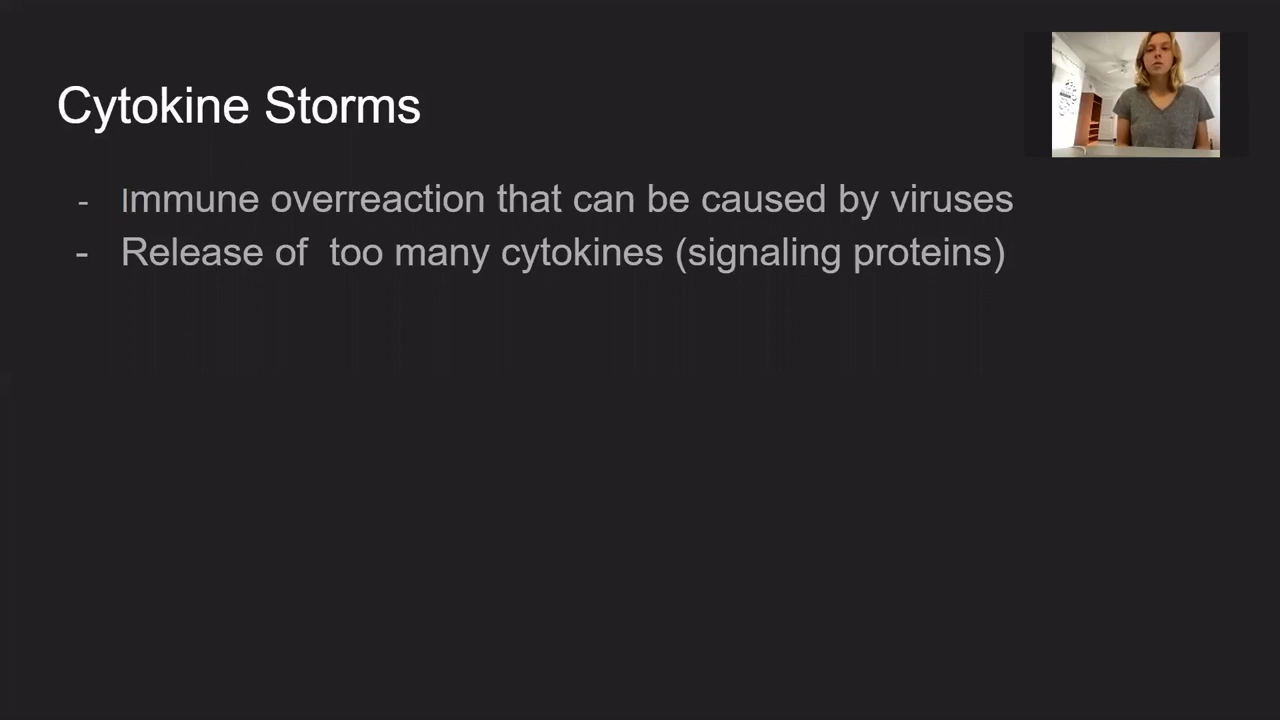 Cytokine Storms
- Immune overreaction that can be caused by viruses
- Release of  too many cytokines (signaling proteins)